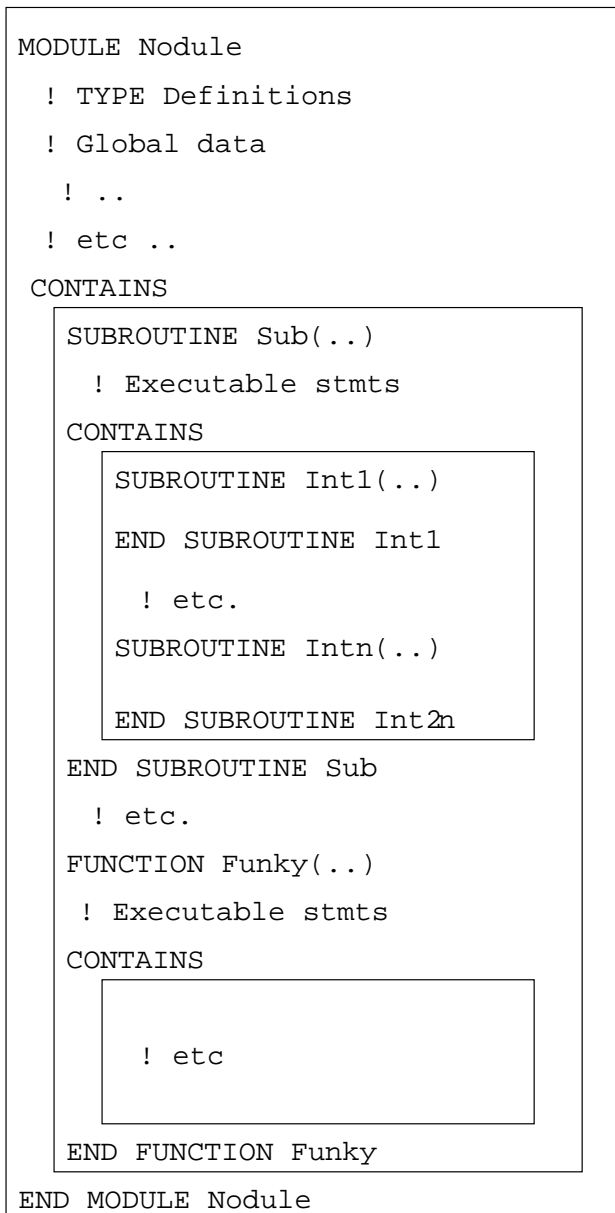 MODULE Nodule
! TYPE Definitions
! Global data
! ..
! etc ..
CONTAINS
SUBROUTINE Sub(..)
! Executable stmts
CONTAINS
SUBROUTINE Int1(..)
END SUBROUTINE Int1
! etc.
SUBROUTINE Intn(..)
END SUBROUTINE Int2n
END SUBROUTINE Sub
! etc.
FUNCTION Funky(..)
! Executable stmts
CONTAINS
! etc
END FUNCTION Funky
END MODULE Nodule